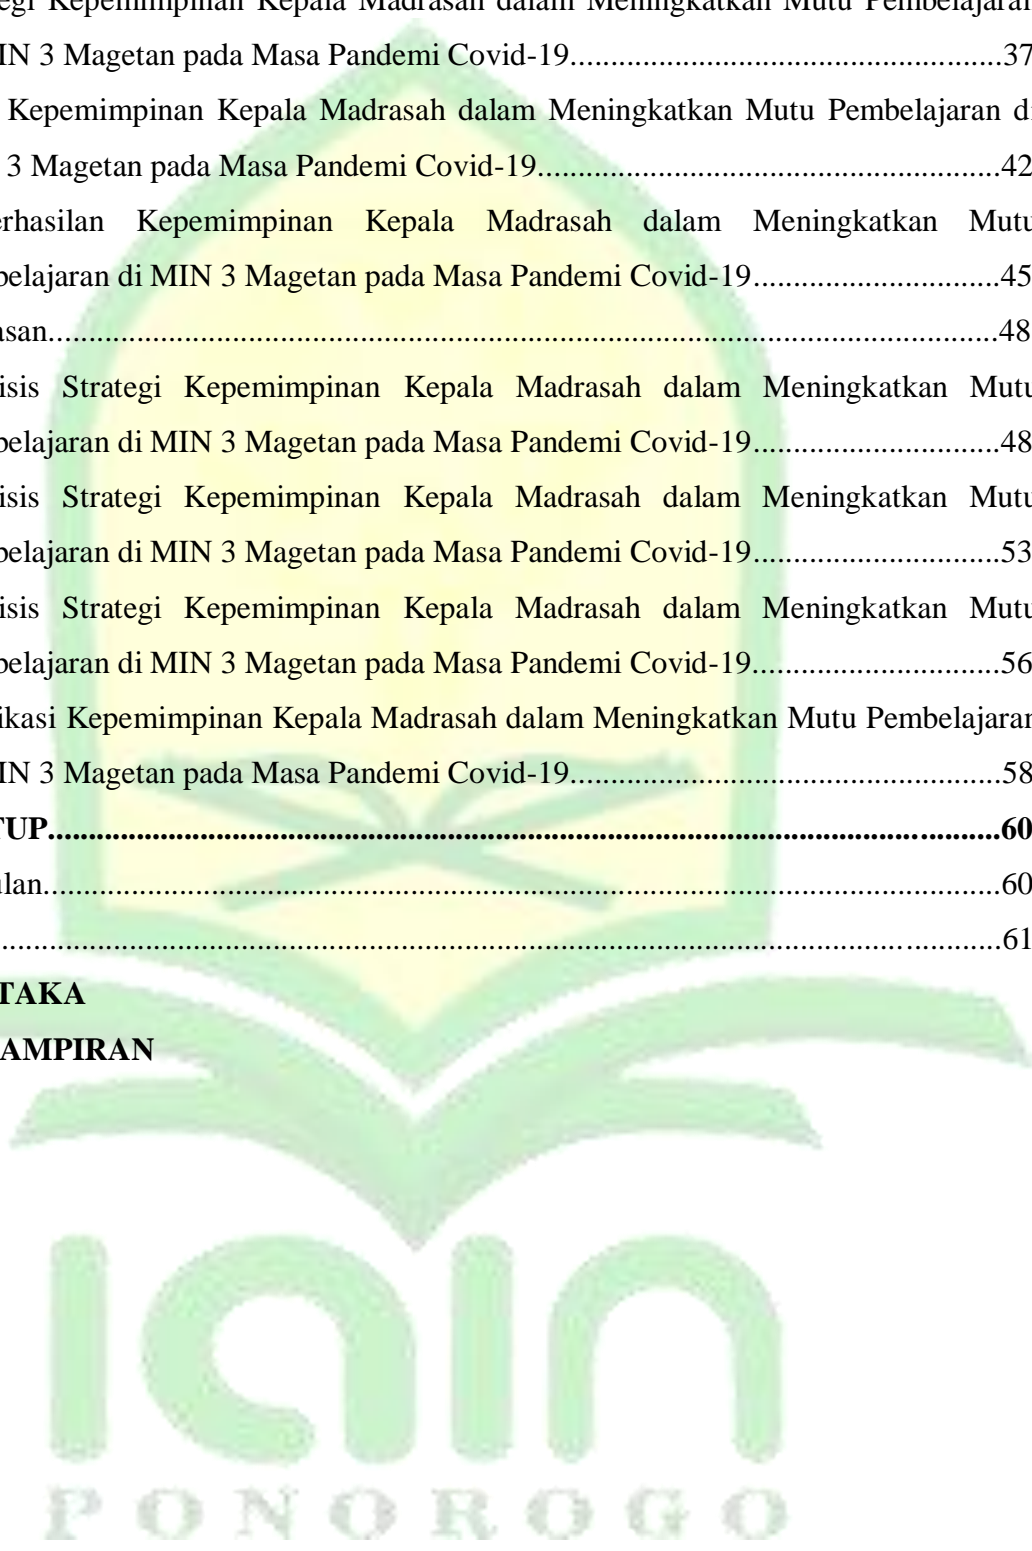 egi Kepemimpinan Kepala Madrasah dalam Meningkatkan Mutu Pembelajaran
IN 3 Magetan pada Masa Pandemi Covid-19.....................................................37
Kepemimpinan Kepala Madrasah dalam Meningkatkan Mutu Pembelajaran di
3 Magetan pada Masa Pandemi Covid-19.........................................................42
erhasilan Kepemimpinan Kepala Madrasah dalam Meningkatkan Mutu
belajaran di MIN 3 Magetan pada Masa Pandemi Covid-19..............................45
asan....................................................................................................................48
isis Strategi Kepemimpinan Kepala Madrasah dalam Meningkatkan Mutu
belajaran di MIN 3 Magetan pada Masa Pandemi Covid-19..............................48
isis Strategi Kepemimpinan Kepala Madrasah dalam Meningkatkan Mutu
belajaran di MIN 3 Magetan pada Masa Pandemi Covid-19..............................53
isis Strategi Kepemimpinan Kepala Madrasah dalam Meningkatkan Mutu
belajaran di MIN 3 Magetan pada Masa Pandemi Covid-19..............................56
ikasi Kepemimpinan Kepala Madrasah dalam Meningkatkan Mutu Pembelajaran
IN 3 Magetan pada Masa Pandemi Covid-19.....................................................58
TUP....................................................................................................................60
ulan.....................................................................................................................60
..........................................................................................................................61
TAKA
AMPIRAN
iain
PONOROGO